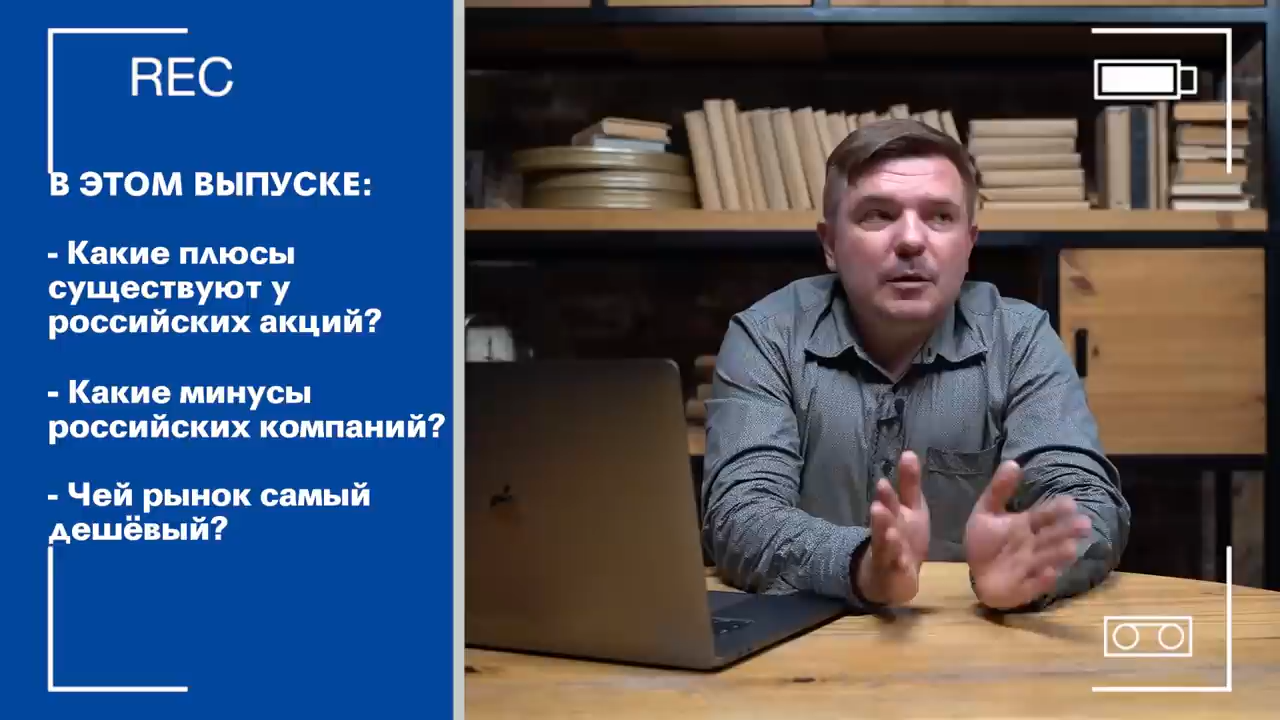 REC
В ЭТОМ ВЫПУСКЕ:
- Какие плюсы
существуют у
российских акций?
- Какие минусы
российских компаний?
- Чей рынок самый
дешёвый?